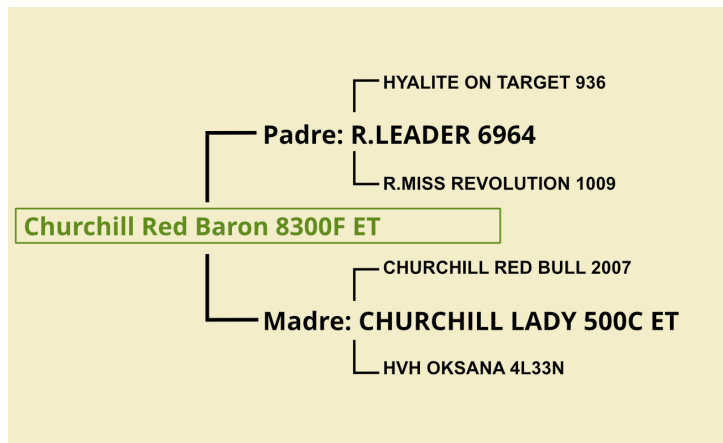 HYALITE ON TARGET 936
Padre: R.LEADER 6964
R.MISS REVOLUTION 1009
Churchill Red Baron 8300F ET
CHURCHILL RED BULL 2007
Madre: CHURCHILL LADY 500C ET
HVH OKSANA 4L33N